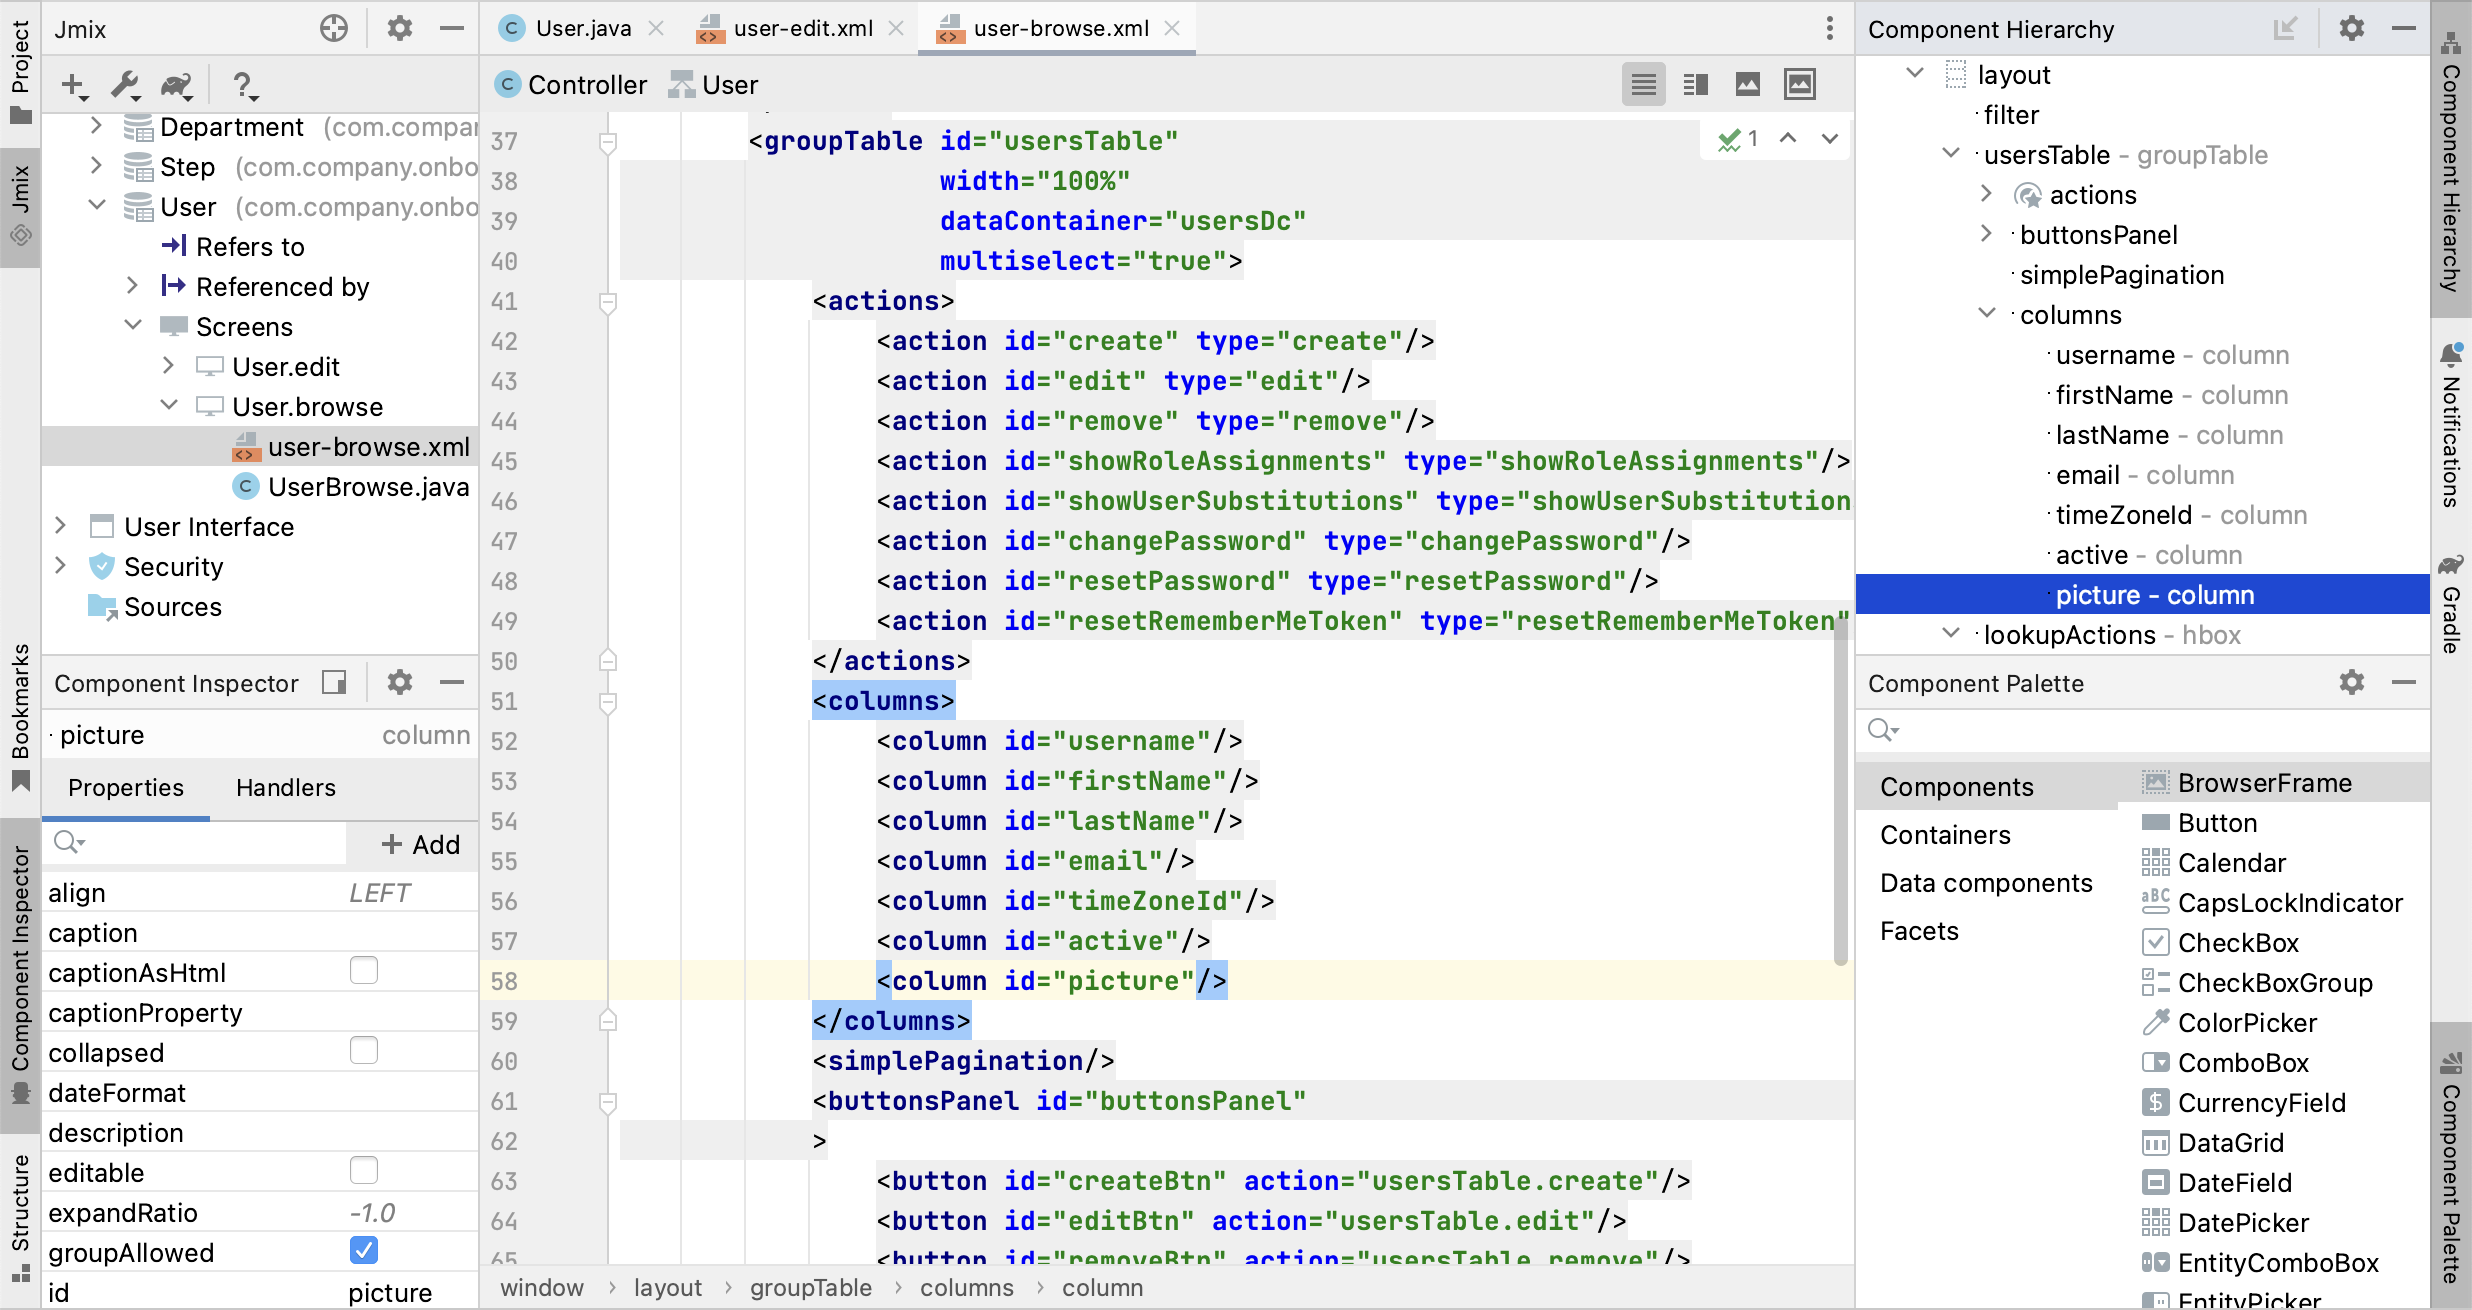 Project
Jmix
Bookmarks
Component Inspector
Structure
Jmix
?
Department (com.compar
Step (com.company.onbo
User (com.company.onbo
Refers to
Referenced by
Screens
User.edit
User.browse
user-browse.xml
UserBrowse.java
User Interface
Security
Sources
Component Inspector
picture column
Properties Handlers
Add
align LEFT
caption
captionAsHtml
captionProperty
collapsed
dateFormat
description
editable
expandRatio -1.0
groupAllowed
id picture
User.java user-edit.xml user-browse.xml
Controller User
1
37 <groupTable id="usersTable"
38 width="100%"
39 dataContainer="usersDc"
40 multiselect="true">
41 <actions>
42 <action id="create" type="create"/>
43 <action id="edit" type="edit"/>
44 <action id="remove" type="remove"/>
45 <action id="showRoleAssignments" type="showRoleAssignments"/>
46 <action id="showUserSubstitutions" type="showUserSubstitution
47 <action id="changePassword" type="changePassword"/>
48 <action id="resetPassword" type="resetPassword"/>
49 <action id="resetRememberMeToken" type="resetRememberMeToken"
50 </actions>
51 <columns>
52 <column id="username"/>
53 <column id="firstName"/>
54 <column id="lastName"/>
55 <column id="email"/>
56 <column id="timeZoneId"/>
57 <column id="active"/>
58 <column id="picture"/>
59 </columns>
60 <simplePagination/>
61 <buttonsPanel id="buttonsPanel"
62 >
63 <button id="createBtn" action="usersTable.create"/>
64 <button id="editBtn" action="usersTable.edit"/>
65 <button id="removeBtn" action="usersTable.remove"/>
window › layout › groupTable › columns › column
Component Hierarchy
layout
filter
usersTable - groupTable
actions
buttonsPanel
simplePagination
columns
username - column
firstName - column
lastName - column
email - column
timeZoneId - column
active - column
picture - column
lookupActions - hbox
Component Palette
Components
Containers
Data components
Facets
BrowserFrame
Button
Calendar
CapsLockIndicator
CheckBox
CheckBoxGroup
ColorPicker
ComboBox
CurrencyField
DataGrid
DateField
DatePicker
EntityComboBox
EntityPicker
Component Hierarchy
Notifications
Gradle
Component Palette